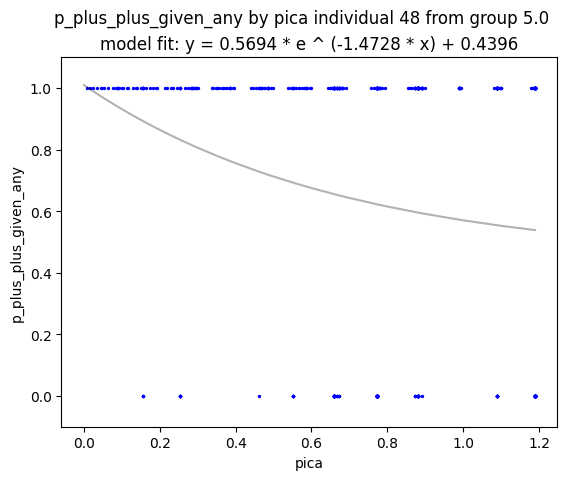 p_plus_plus_given_any by pica individual 48 from group 5.0
model fit: y = 0.5694 * e ^ (-1.4728 * x) + 0.4396
1.0
0.8
0.6
0.4
0.2
0.0
p_plus_plus_given_any
0.0 0.2 0.4 0.6 0.8 1.0 1.2
pica